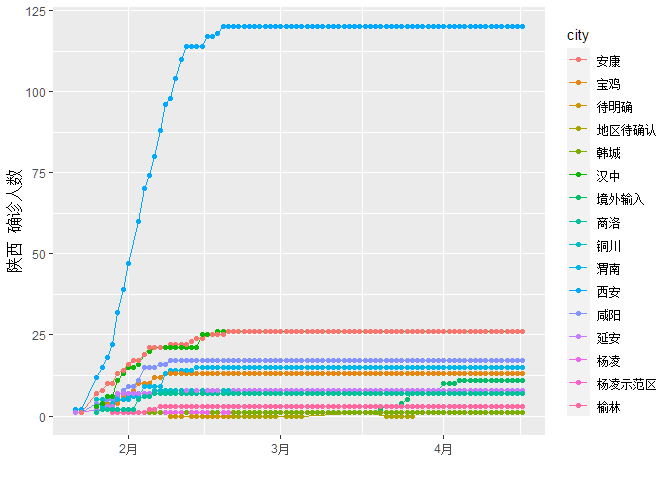 陕西 确诊人数
125
100
75
50
25
0
2月
3月
4月
city
安康
宝鸡
待明确
地区待确认
韩城
汉中
境外输入
商洛
铜川
渭南
西安
咸阳
延安
杨凌
杨凌示范区
榆林